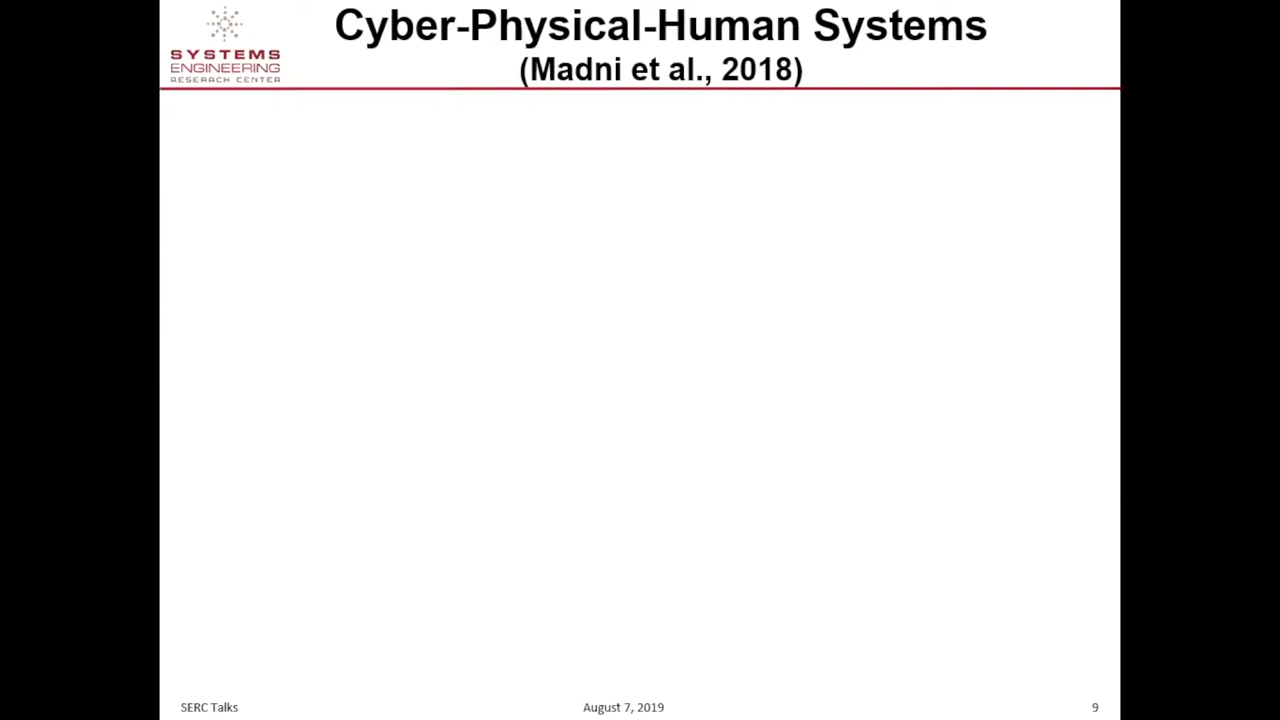 Cyber-Physical-Human Systems
(Madni et al., 2018)
SYSTEMS
ENGINEERING
RESEARCH CENTER
SERC Talks
August 7, 2019
9